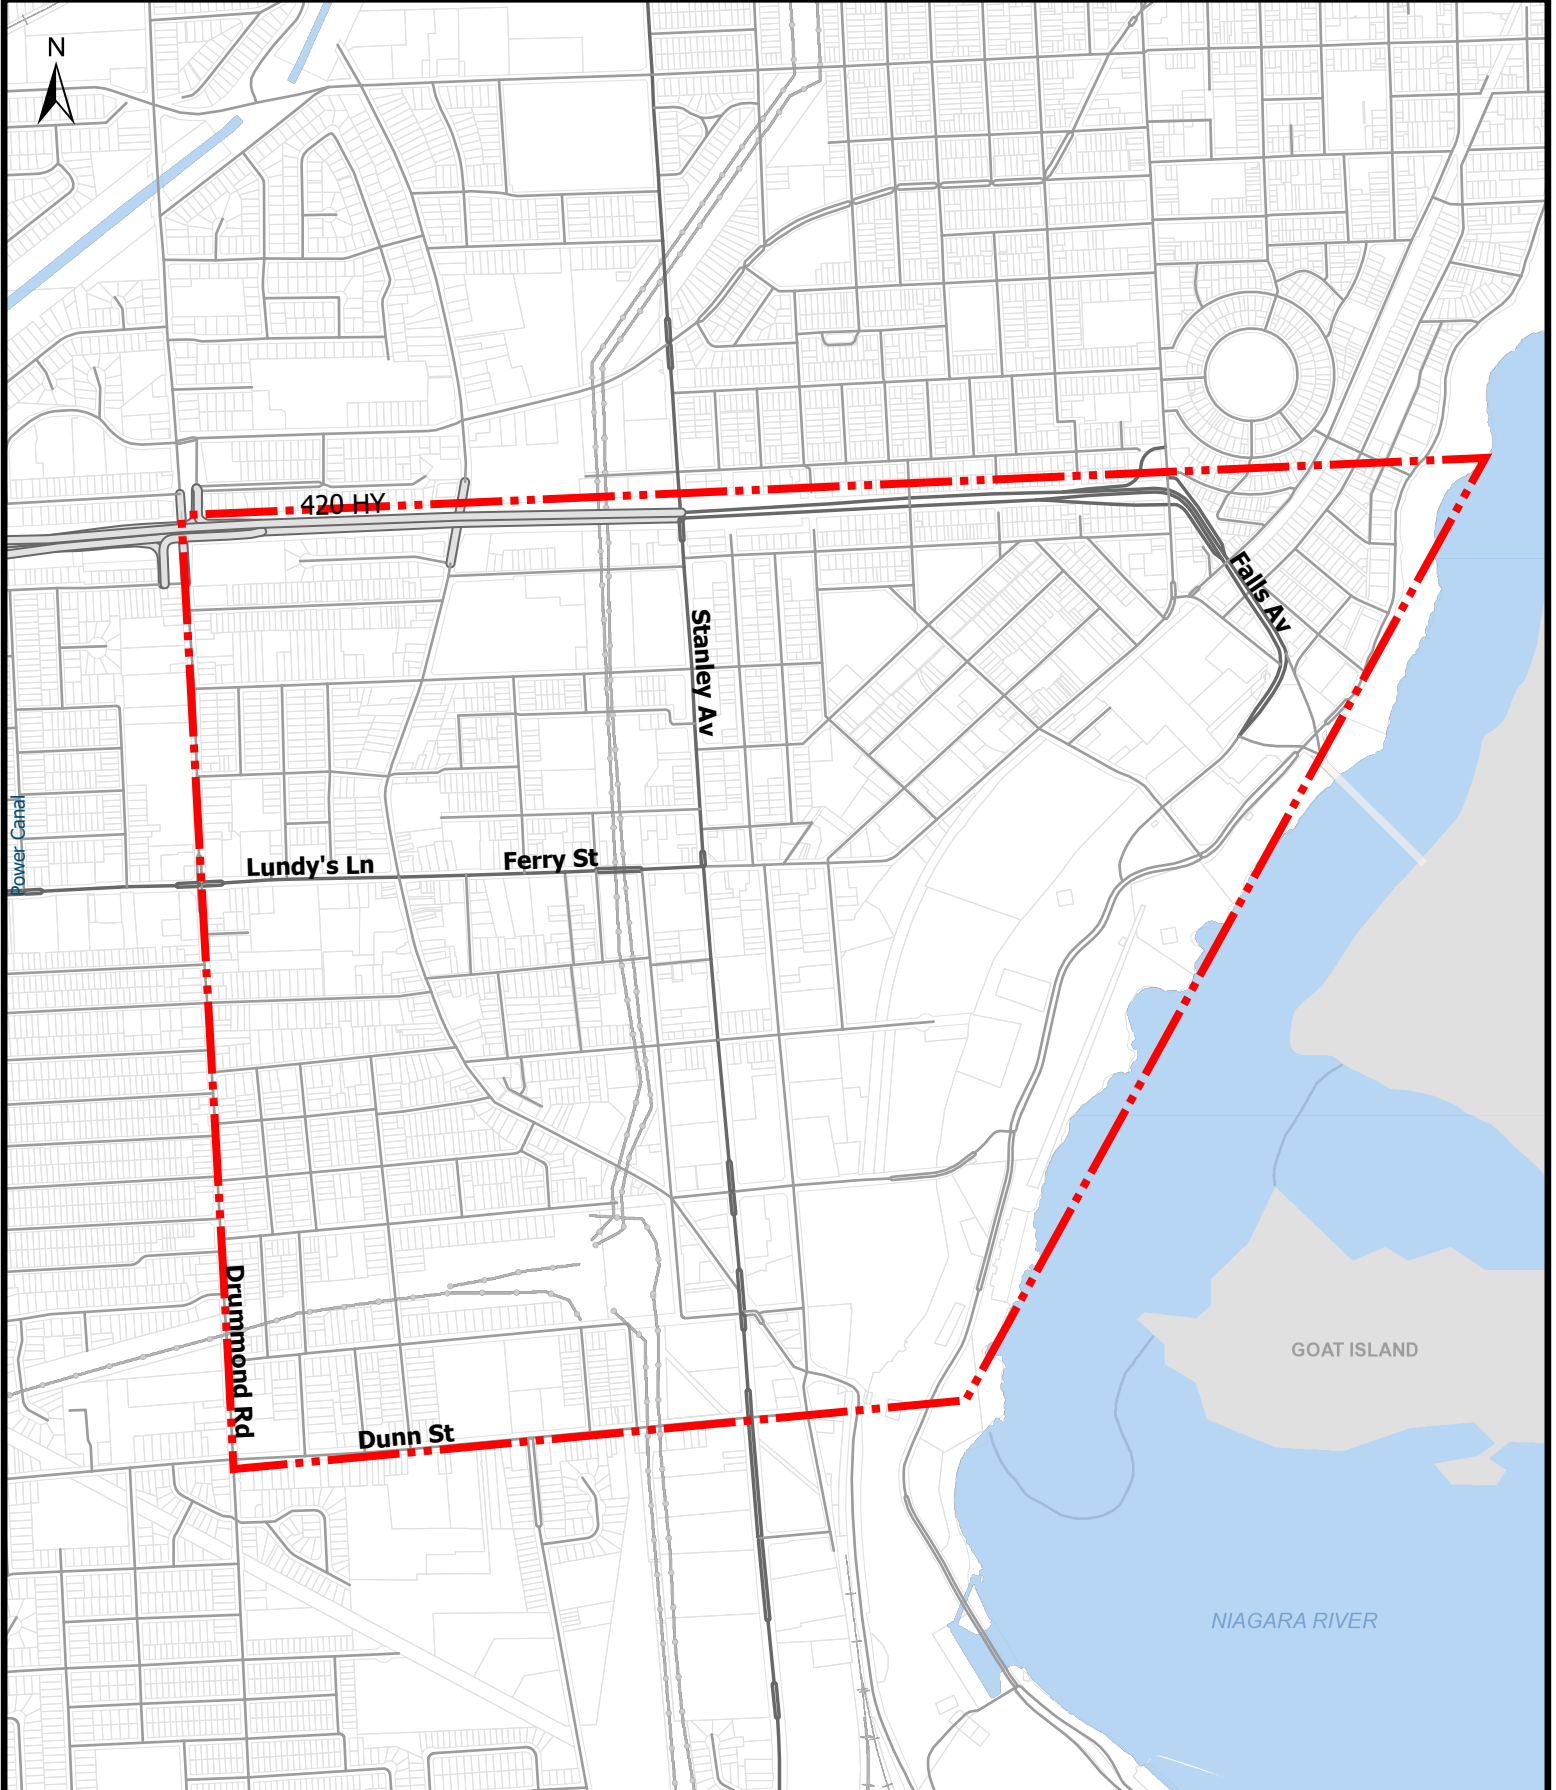 N
420 HY
Falls Av
Stanley Av
Power Canal
Lundy's Ln
Ferry St
Drummond Rd
GOAT ISLAND
Dunn St
NIAGARA RIVER